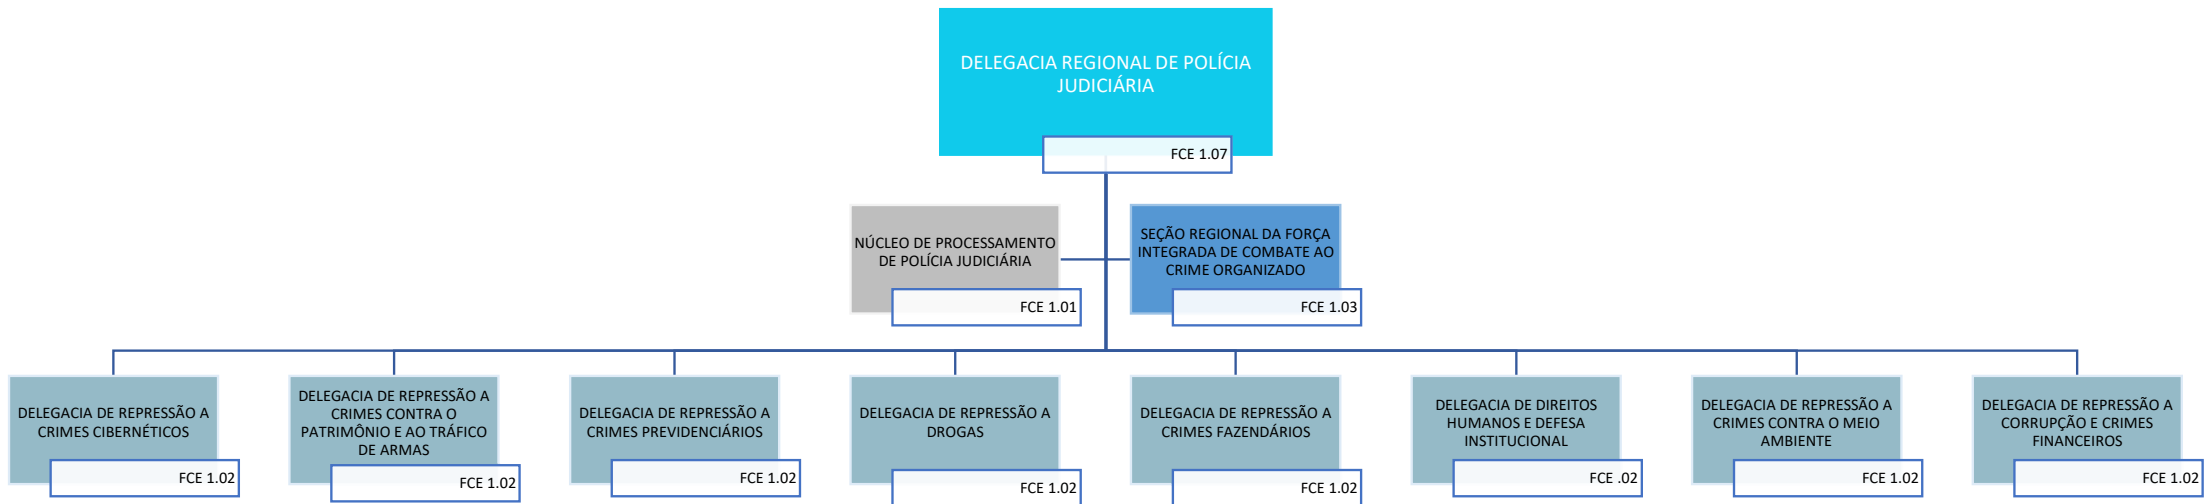 DELEGACIA REGIONAL DE POLÍCIA
JUDICIÁRIA
FCE 1.07
NÚCLEO DE PROCESSAMENTO
DE POLÍCIA JUDICIÁRIA
FCE 1.01
SEÇÃO REGIONAL DA FORÇA
INTEGRADA DE COMBATE AO
CRIME ORGANIZADO
FCE 1.03
DELEGACIA DE REPRESSÃO A
CRIMES CIBERNÉTICOS
FCE 1.02
DELEGACIA DE REPRESSÃO A
CRIMES CONTRA O
PATRIMÔNIO E AO TRÁFICO
DE ARMAS
FCE 1.02
DELEGACIA DE REPRESSÃO A
CRIMES PREVIDENCIÁRIOS
FCE 1.02
DELEGACIA DE REPRESSÃO A
DROGAS
FCE 1.02
DELEGACIA DE REPRESSÃO A
CRIMES FAZENDÁRIOS
FCE 1.02
DELEGACIA DE DIREITOS
HUMANOS E DEFESA
INSTITUCIONAL
FCE .02
DELEGACIA DE REPRESSÃO A
CRIMES CONTRA O MEIO
AMBIENTE
FCE 1.02
DELEGACIA DE REPRESSÃO A
CORRUPÇÃO E CRIMES
FINANCEIROS
FCE 1.02